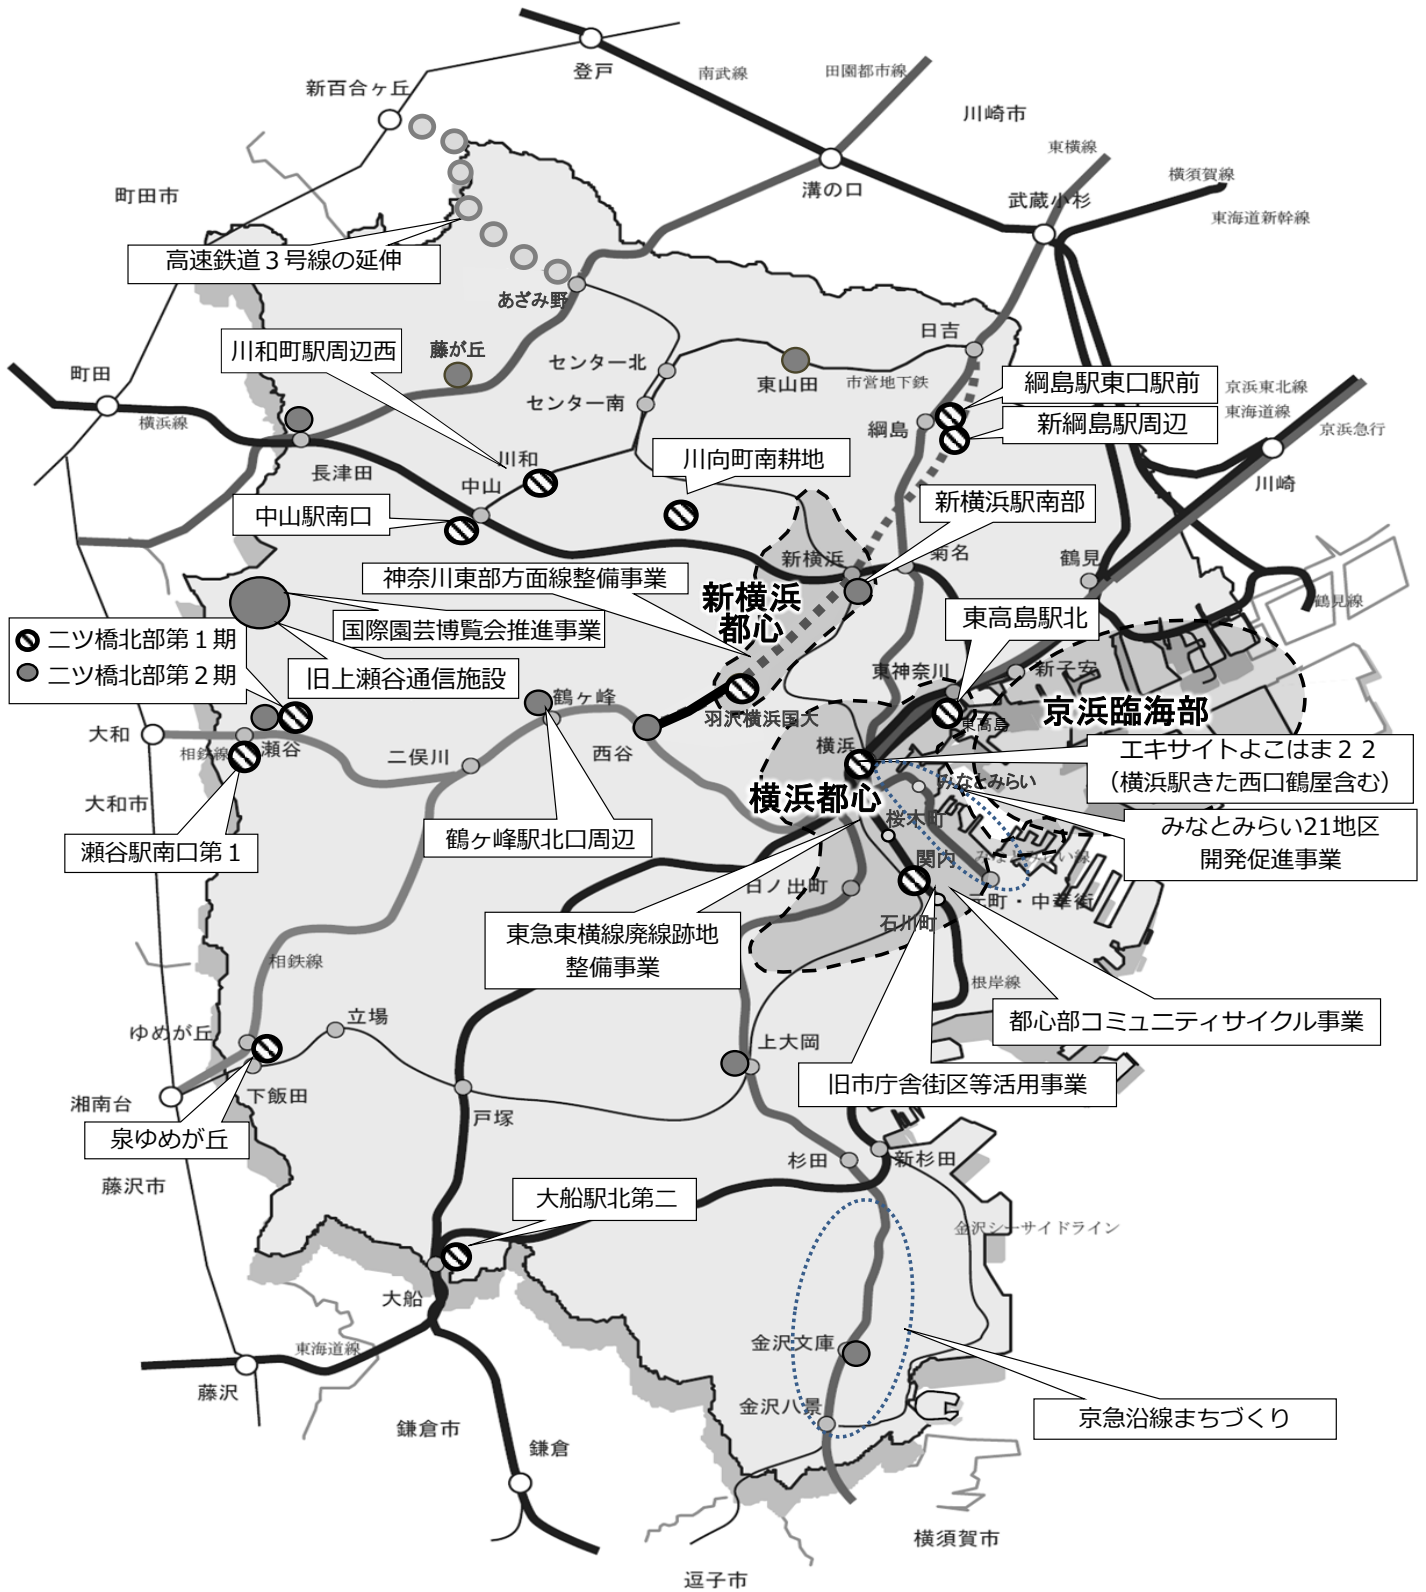 登戸
南武線
田園都市線
新百合ヶ丘
川崎市
東横線
横須賀線
溝の口
武蔵小杉
町田市
東海道新幹線
高速鉄道３号線の延伸
あざみ野
日吉
川和町駅周辺西
藤が丘
センター北
東山田
市営地下鉄
町田
綱島駅東口駅前
京浜東北線
東海道線
京浜急行
横浜線
センター南
綱島
新綱島駅周辺
長津田
川和
川向町南耕地
川崎
中山
中山駅南口
新横浜駅南部
新横浜
菊名
鶴見
神奈川東部方面線整備事業
新横浜
都心
鶴見線
国際園芸博覧会推進事業
東高島駅北
二ツ橋北部第１期
二ツ橋北部第２期
旧上瀬谷通信施設
東神奈川
新子安
鶴ヶ峰
羽沢横浜国大
京浜臨海部
東高島
大和
相鉄線
瀬谷
二俣川
西谷
横浜
エキサイトよこはま２２
（横浜駅きた西口鶴屋含む）
みなとみらい
大和市
横浜都心
桜木町
みなとみらい21地区
開発促進事業
瀬谷駅南口第１
鶴ヶ峰駅北口周辺
関内
みなとみらい線
日ノ出町
元町・中華街
石川町
東急東横線廃線跡地
整備事業
相鉄線
根岸線
立場
都心部コミュニティサイクル事業
ゆめが丘
上大岡
旧市庁舎街区等活用事業
湘南台
下飯田
戸塚
泉ゆめが丘
杉田
新杉田
藤沢市
大船駅北第二
金沢シーサイドライン
大船
東海道線
金沢文庫
藤沢
金沢八景
京急沿線まちづくり
鎌倉市
鎌倉
横須賀市
逗子市